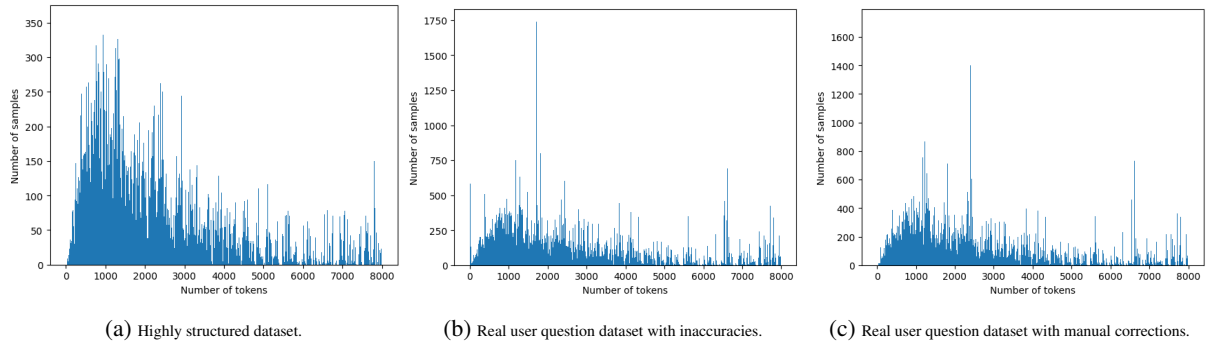 350
300
250
200
150
100
50
0
Number of samples
0 1000 2000 3000 4000 5000 6000 7000 8000
Number of tokens
(a) Highly structured dataset.
1750
1500
1250
1000
750
500
250
0
Number of samples
0 1000 2000 3000 4000 5000 6000 7000 8000
Number of tokens
(b) Real user question dataset with inaccuracies.
1600
1400
1200
1000
800
600
400
200
0
Number of samples
0 1000 2000 3000 4000 5000 6000 7000 8000
Number of tokens
(c) Real user question dataset with manual corrections.